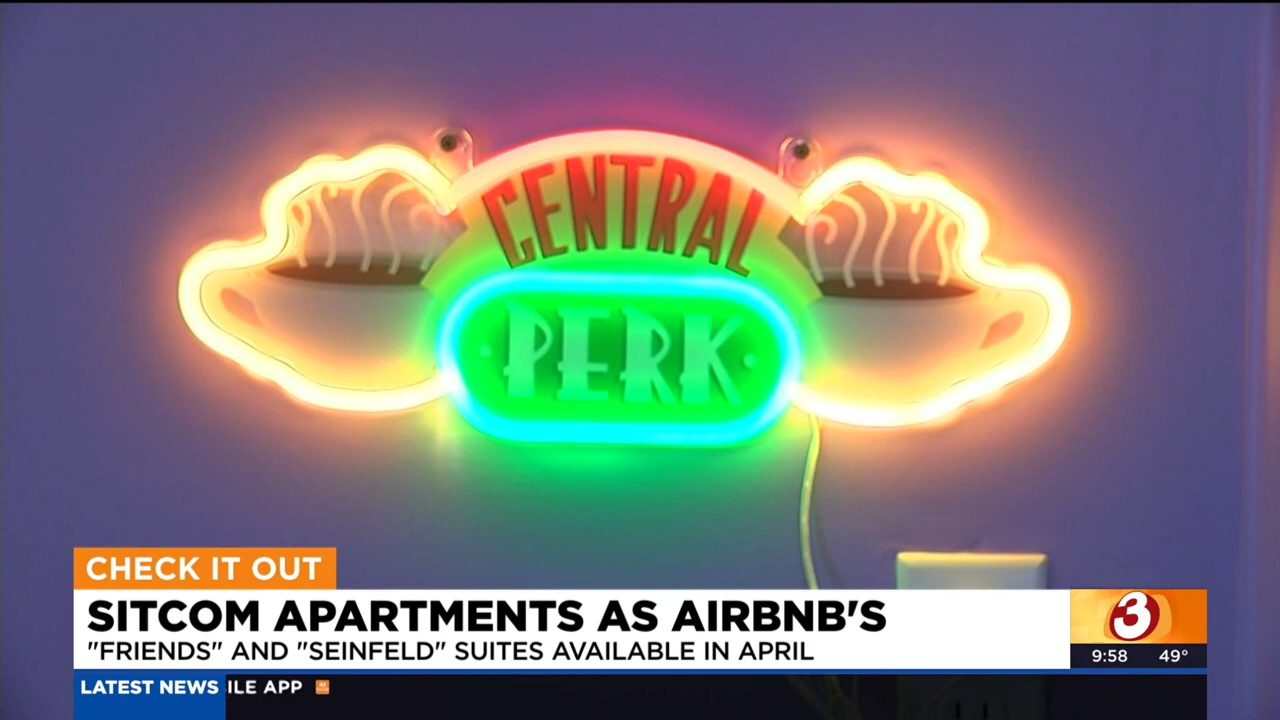 CENTRAL
PERK
CHECK IT OUT
SITCOM APARTMENTS AS AIRBNB'S
"FRIENDS" AND "SEINFELD" SUITES AVAILABLE IN APRIL
3
9:58 49°
LATEST NEWS ILE APP